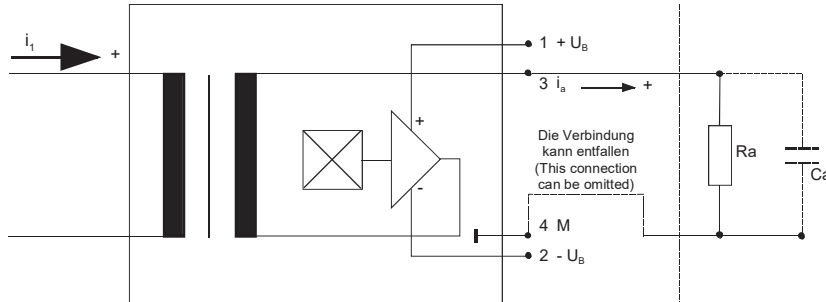 i1 +
1 + UB
3 ia +
+
-
Die Verbindung
kann entfallen
(This connection
can be omitted)
Ra
Ca
4 M
2 - UB